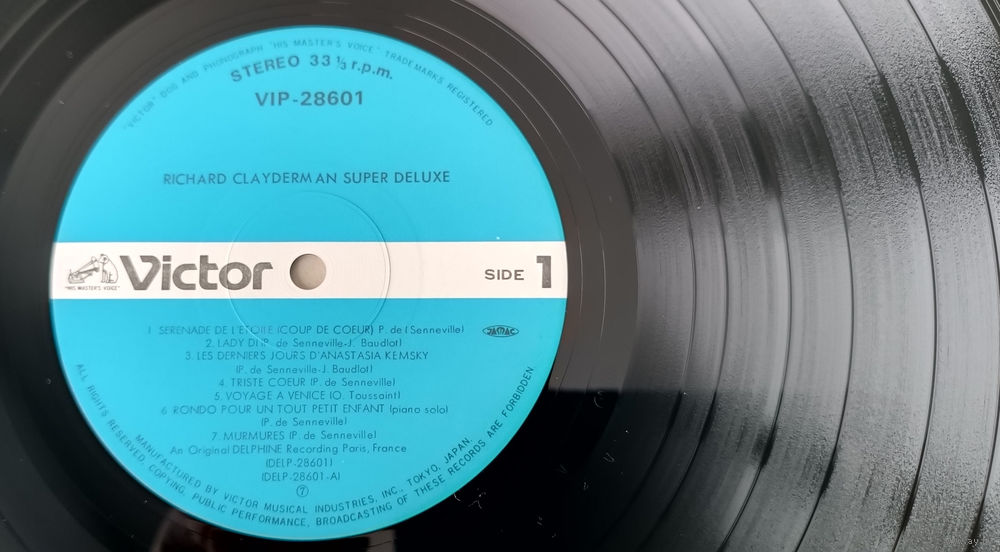 "VICTOR" DOG AND PHONOGRAPH "HIS MASTER'S VOICE" TRADEMARKS REGISTERED
STEREO 33 1/3 r.p.m.
VIP-28601
RICHARD CLAYDERMAN SUPER DELUXE
"HIS MASTER'S VOICE"
Victor
SIDE 1
1 SERENADE DE L'ETOILE (COUP DE COEUR) P. de (Senneville)
JASRAC
2. LADY DI (P. de Senneville-J. Baudlot)
3. LES DERNIERS JOURS D'ANASTASIA KEMSKY
(P. de Senneville-J. Baudlot)
4. TRISTE COEUR (P. de Senneville)
5. VOYAGE A VENICE (O. Toussaint)
6 RONDO POUR UN TOUT PETIT ENFANT (piano solo)
(P. de Senneville)
7. MURMURES (P. de Senneville)
An Original DELPHINE Recording Paris, France
(DELP-28601)
(DELP-28601-A)
⑦
MANUFACTURED BY VICTOR MUSICAL INDUSTRIES, INC., TOKYO, JAPAN.
ALL RIGHTS RESERVED. COPYING, PUBLIC PERFORMANCE, BROADCASTING OF THESE RECORDS ARE FORBIDDEN